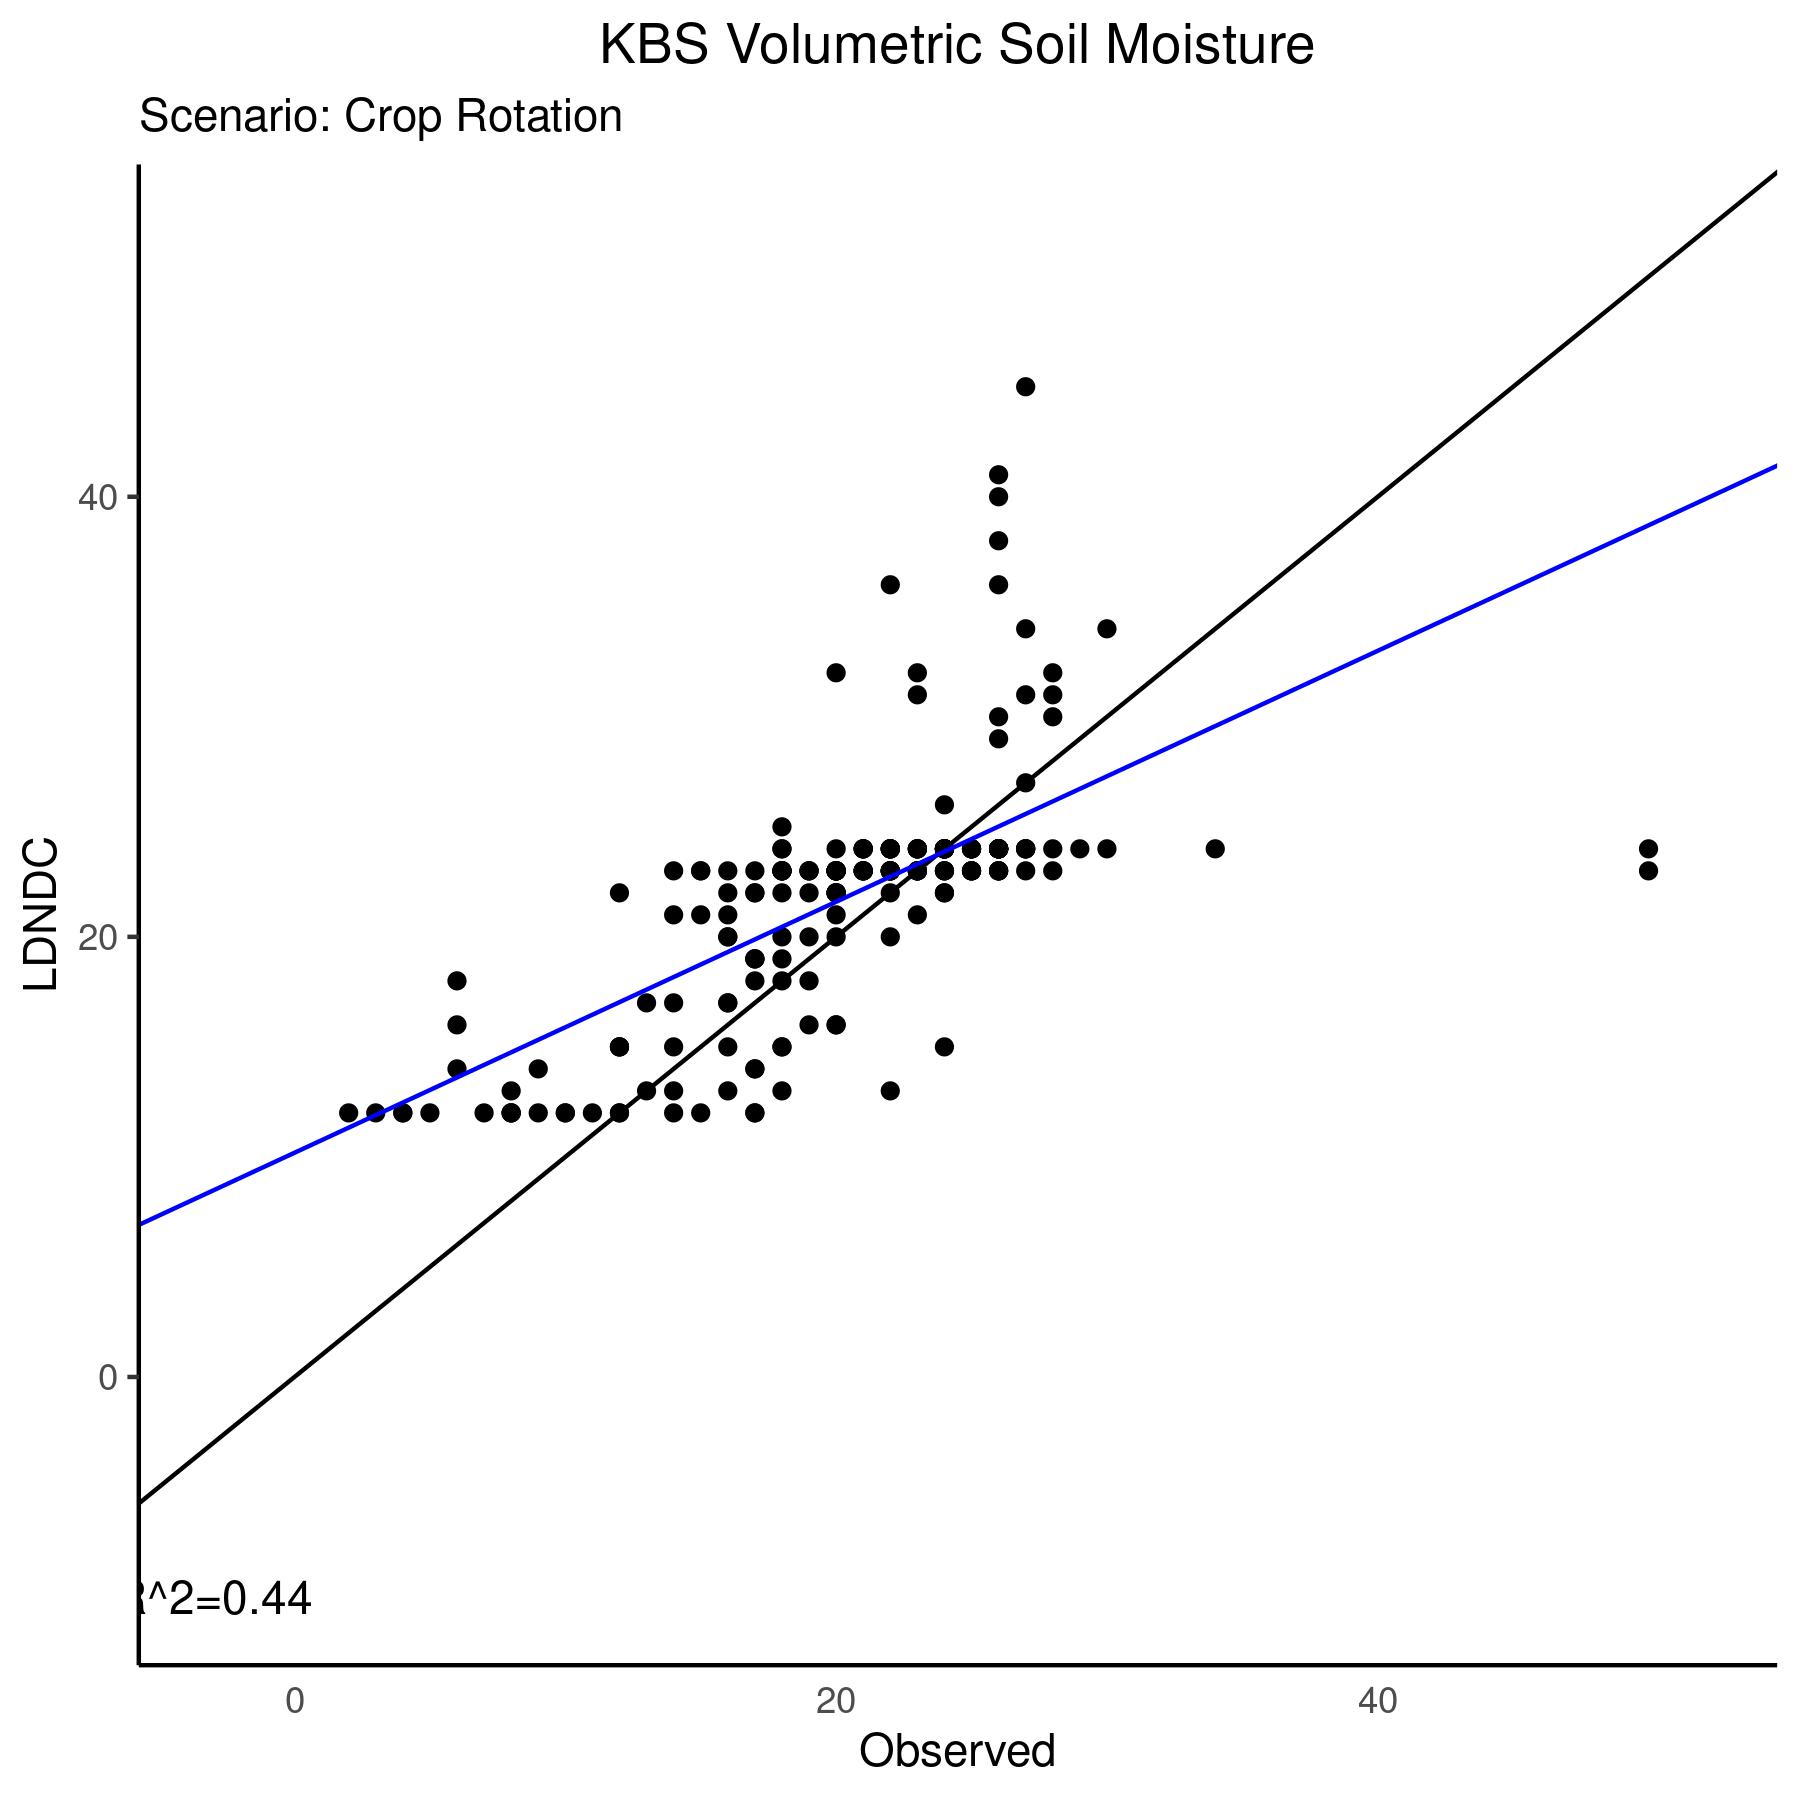 KBS Volumetric Soil Moisture
Scenario: Crop Rotation
LDNDC
40
20
0
^2=0.44
0 20 40
Observed